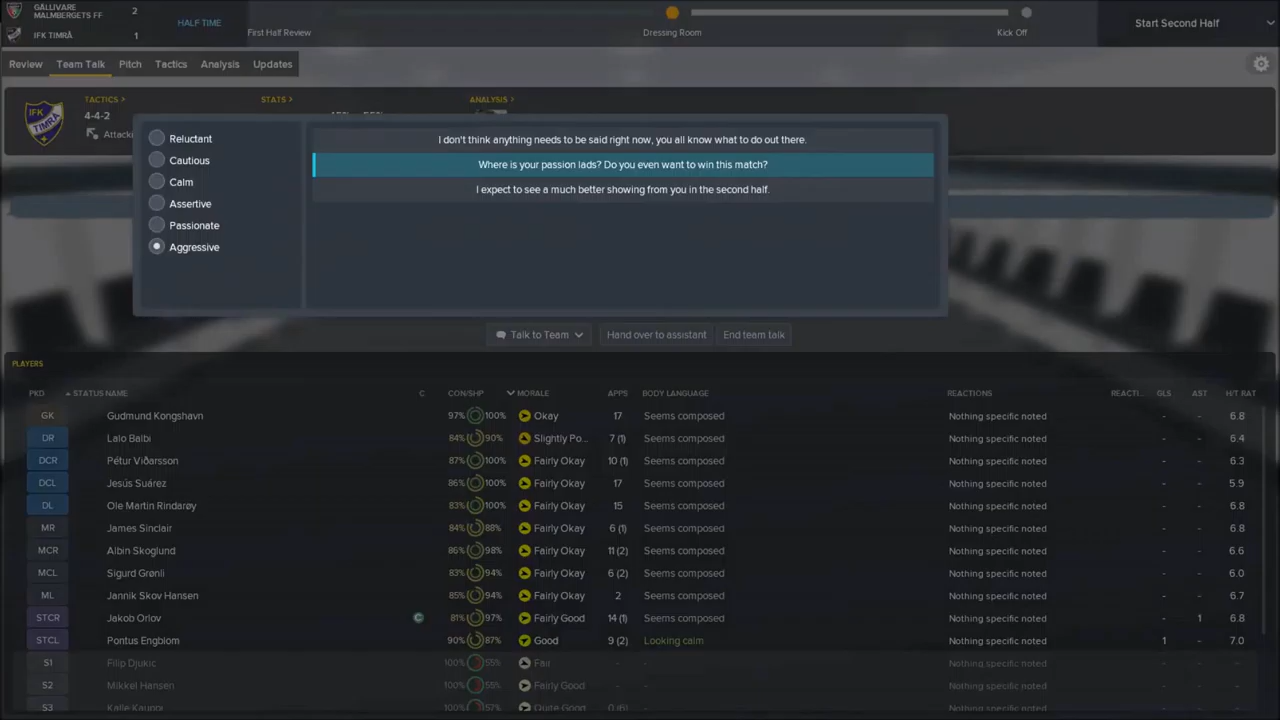 GÄLLIVARE
MALMBERGETS FF 2
IFK TIMRÅ 1
HALF TIME
First Half Review
Dressing Room
Kick Off
Start Second Half
Review Team Talk Pitch Tactics Analysis Updates
IFK
TIMRÅ
TACTICS > STATS > ANALYSIS >
4-4-2
Attacki
Reluctant
Cautious
Calm
Assertive
Passionate
Aggressive
I don't think anything needs to be said right now, you all know what to do out there.
Where is your passion lads? Do you even want to win this match?
I expect to see a much better showing from you in the second half.
Talk to Team Hand over to assistant End team talk
PLAYERS
PKD STATUS NAME C CON/SHP MORALE APPS BODY LANGUAGE REACTIONS REACTI... GLS AST H/T RAT
GK Gudmund Kongshavn 97% 100% Okay 17 Seems composed Nothing specific noted - - - 6.8
DR Lalo Balbi 84% 90% Slightly Po... 7 (1) Seems composed Nothing specific noted - - - 6.4
DCR Pétur Viðarsson 87% 100% Fairly Okay 10 (1) Seems composed Nothing specific noted - - - 6.3
DCL Jesús Suárez 86% 100% Fairly Okay 17 Seems composed Nothing specific noted - - - 5.9
DL Ole Martin Rindarøy 83% 100% Fairly Okay 15 Seems composed Nothing specific noted - - - 6.8
MR James Sinclair 84% 88% Fairly Okay 6 (1) Seems composed Nothing specific noted - - - 6.8
MCR Albin Skoglund 86% 98% Fairly Okay 11 (2) Seems composed Nothing specific noted - - - 6.6
MCL Sigurd Grønli 83% 94% Fairly Okay 6 (2) Seems composed Nothing specific noted - - - 6.0
ML Jannik Skov Hansen 85% 94% Fairly Okay 2 Seems composed Nothing specific noted - - - 6.7
STCR Jakob Orlov C 81% 97% Fairly Good 14 (1) Seems composed Nothing specific noted - - 1 6.8
STCL Pontus Engblom 90% 87% Good 9 (2) Looking calm Nothing specific noted - 1 - 7.0
S1 Filip Djukic 100% 55% Fair - - - - - -
S2 Mikkel Hansen 100% 55% Fairly Good - - - - - -
S3 Kalle 100% 57% Quite Good 0 (6) - - - - -